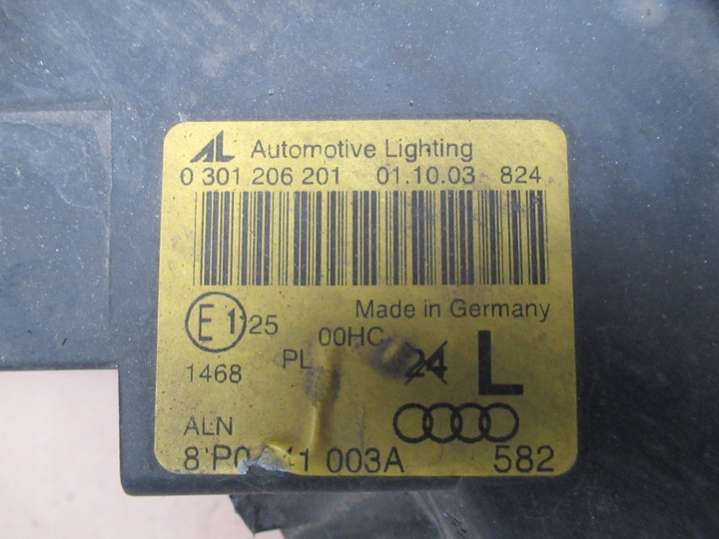 AL Automotive Lighting
0 301 206 201 01.10.03 824
Made in Germany
E1 25 00HC 24 L
1468 PL
ALN
003A 582